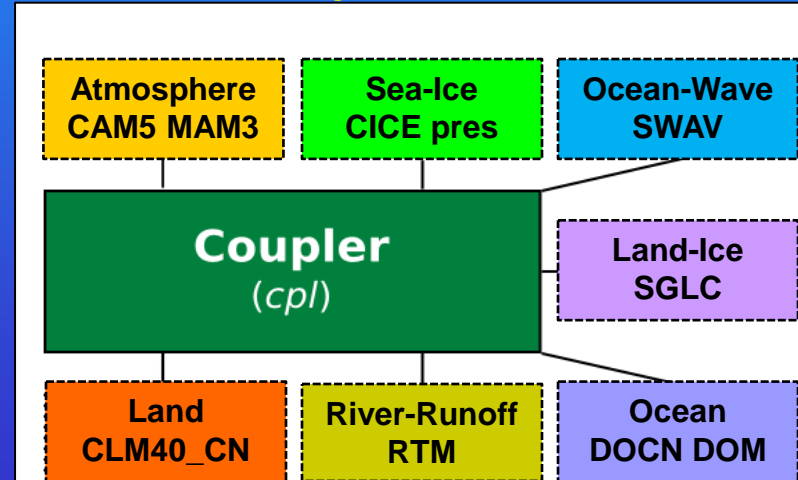 Atmosphere
CAM5 MAM3
Sea-Ice
CICE pres
Ocean-Wave
SWAV
Coupler
(cpl)
Land-Ice
SGLC
Land
CLM40_CN
River-Runoff
RTM
Ocean
DOCN DOM